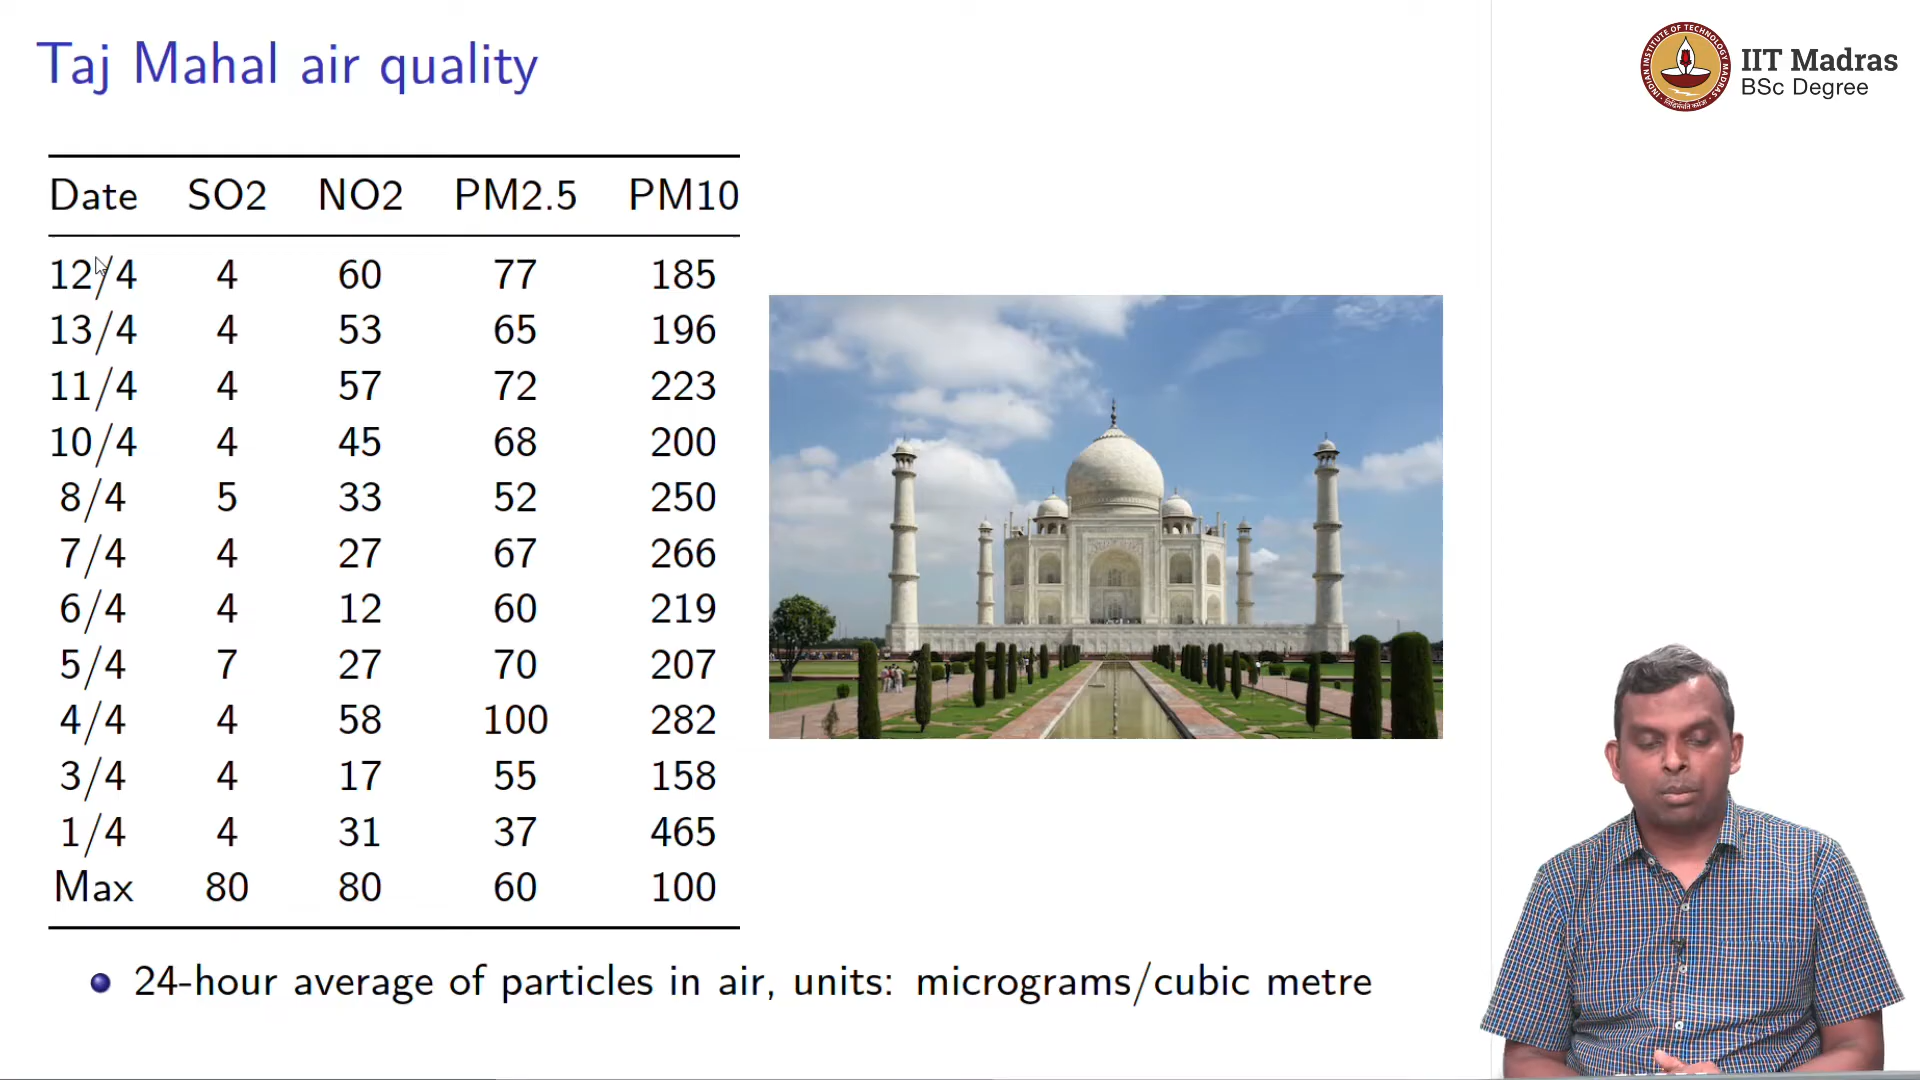 Taj Mahal air quality
IIT Madras
BSc Degree
INDIAN INSTITUTE OF TECHNOLOGY MADRAS
Date SO2 NO2 PM2.5 PM10
12/4 4 60 77 185
13/4 4 53 65 196
11/4 4 57 72 223
10/4 4 45 68 200
8/4 5 33 52 250
7/4 4 27 67 266
6/4 4 12 60 219
5/4 7 27 70 207
4/4 4 58 100 282
3/4 4 17 55 158
1/4 4 31 37 465
Max 80 80 60 100
24-hour average of particles in air, units: micrograms/cubic metre